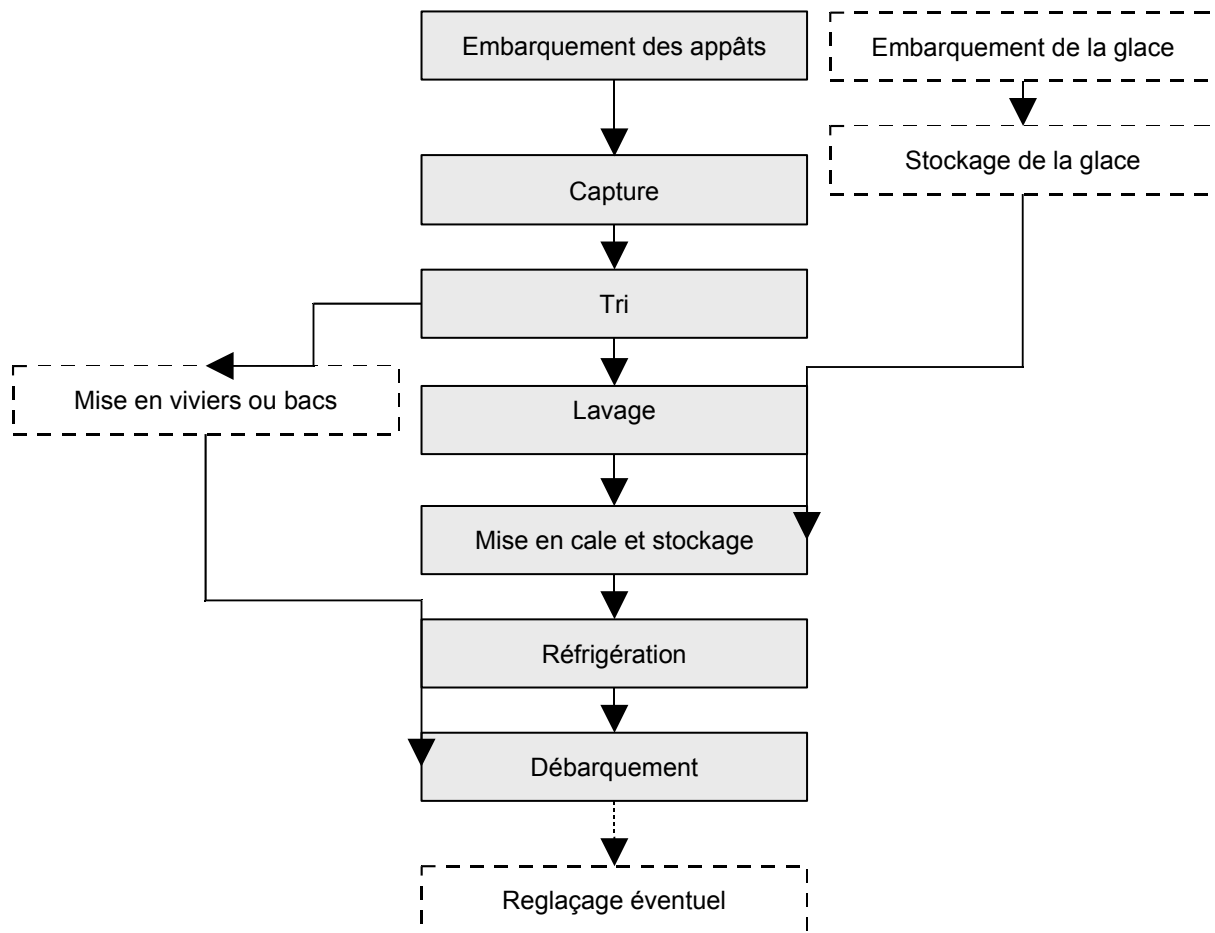 Embarquement des appâts
Embarquement de la glace
Stockage de la glace
Capture
Tri
Mise en viviers ou bacs
Lavage
Mise en cale et stockage
Réfrigération
Débarquement
Reglaçage éventuel